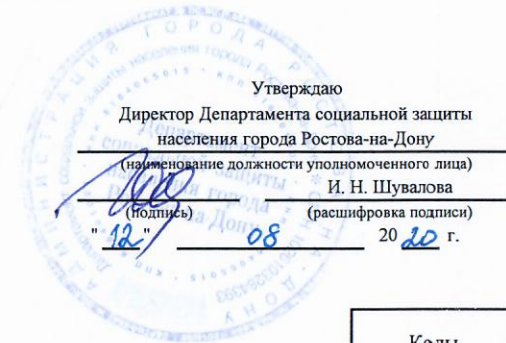 Утверждаю
Директор Департамента социальной защиты
населения города Ростова-на-Дону
(наименование должности уполномоченного лица)
И. Н. Шувалова
(подпись) (расшифровка подписи)
" 12 " 08 20 20 г.
Коды